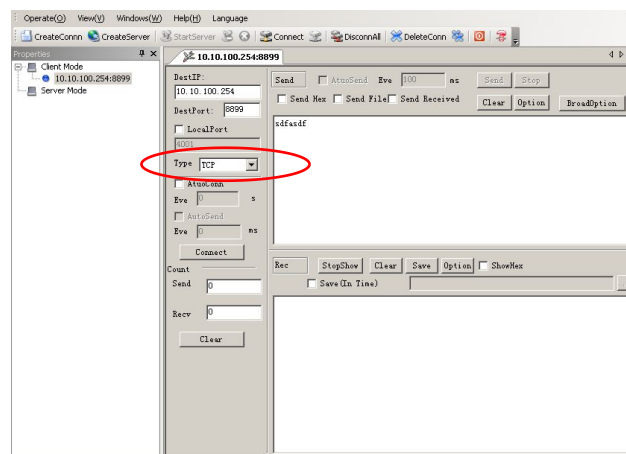 Operate(O) View(V) Windows(W) Help(H) Language
CreateConnn CreateServer StartServer Connect DisconnAll DeleteConn
Properties
10.10.100.254:8899
Client Mode
10.10.100.254:8899
Server Mode
DestIP:
10. 10. 100. 254
DestPort: 8899
LocalPort
4001
Type TCP
AtuoConn
Eve 0 s
AutoSend
Eve 0 ms
Connect
Count
Send 0
Recv 0
Clear
Send AtuoSend Eve 100 ms Send Stop
Send Hex Send File Send Received Clear Option BroadOption
sdfasdf
Rec StopShow Clear Save Option ShowHex
Save(In Time)